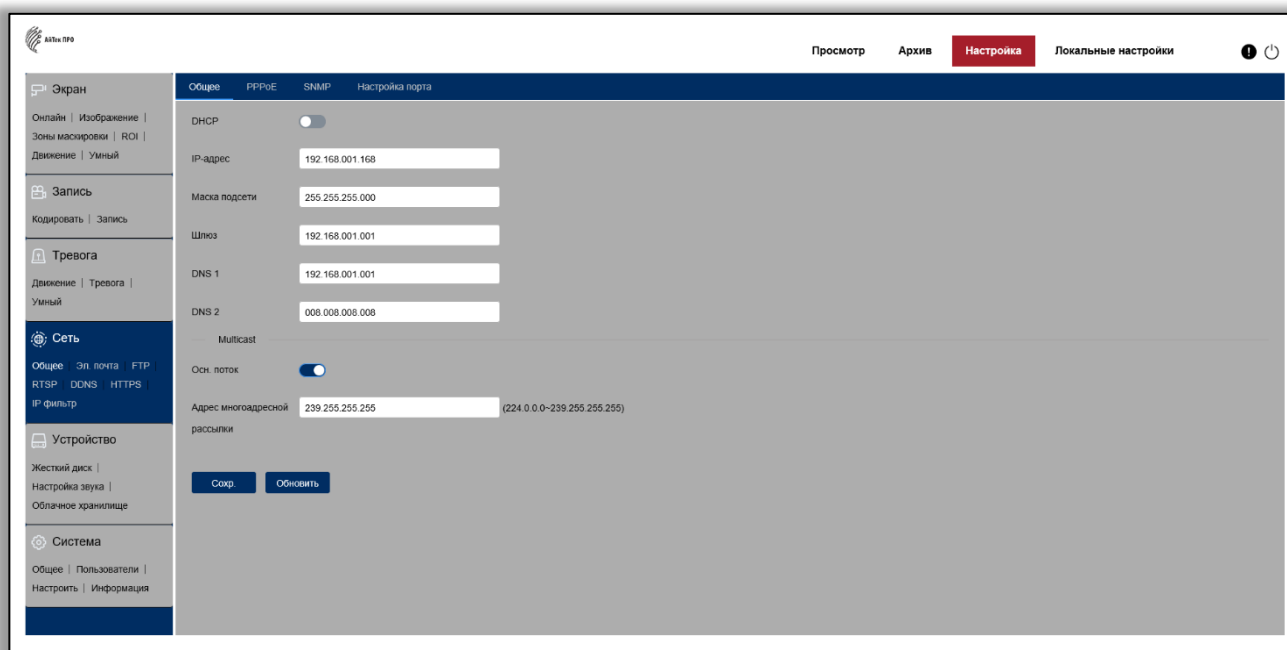 АйТек ПРО
Просмотр Архив Настройка Локальные настройки
Экран
Онлайн | Изображение |
Зоны маскировки | ROI |
Движение | Умный
Запись
Кодировать | Запись
Тревога
Движение | Тревога |
Умный
Сеть
Общее | Эл. почта | FTP |
RTSP | DDNS | HTTPS |
IP фильтр
Устройство
Жесткий диск |
Настройка звука |
Облачное хранилище
Система
Общее | Пользователи |
Настроить | Информация
Общее PPPoE SNMP Настройка порта
DHCP
IP-адрес 192.168.001.168
Маска подсети 255.255.255.000
Шлюз 192.168.001.001
DNS 1 192.168.001.001
DNS 2 008.008.008.008
Multicast
Осн. поток
Адрес многоадресной 239.255.255.255 (224.0.0.0~239.255.255.255)
рассылки
Сохр. Обновить